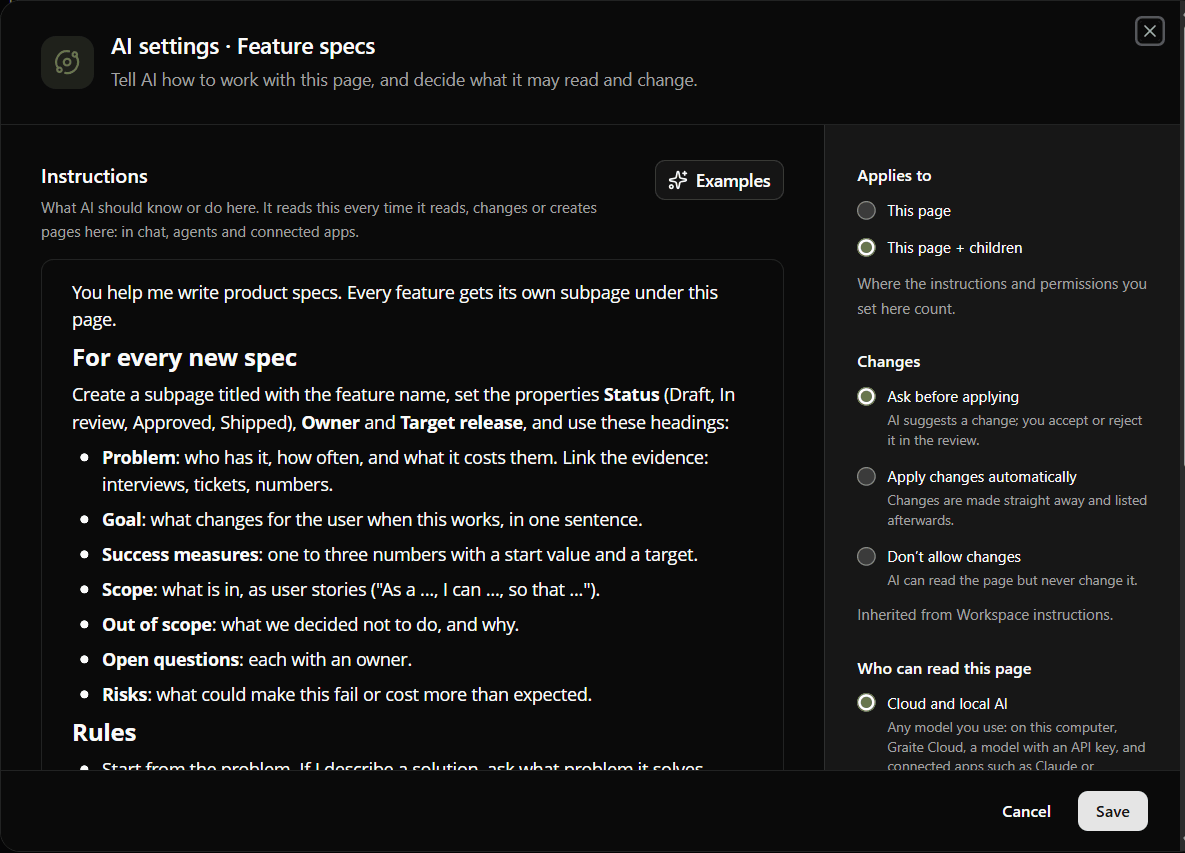 AI settings · Feature specs
Tell AI how to work with this page, and decide what it may read and change.
Instructions
What AI should know or do here. It reads this every time it reads, changes or creates
pages here: in chat, agents and connected apps.
Examples
You help me write product specs. Every feature gets its own subpage under this
page.
For every new spec
Create a subpage titled with the feature name, set the properties Status (Draft, In
review, Approved, Shipped), Owner and Target release, and use these headings:
• Problem: who has it, how often, and what it costs them. Link the evidence:
interviews, tickets, numbers.
• Goal: what changes for the user when this works, in one sentence.
• Success measures: one to three numbers with a start value and a target.
• Scope: what is in, as user stories ("As a ..., I can ..., so that ...").
• Out of scope: what we decided not to do, and why.
• Open questions: each with an owner.
• Risks: what could make this fail or cost more than expected.
Rules
• Start from the problem. If I describe a solution, ask what problem it solves
Applies to
This page
This page + children
Where the instructions and permissions you
set here count.
Changes
Ask before applying
AI suggests a change; you accept or reject
it in the review.
Apply changes automatically
Changes are made straight away and listed
afterwards.
Don’t allow changes
AI can read the page but never change it.
Inherited from Workspace instructions.
Who can read this page
Cloud and local AI
Any model you use: on this computer,
Graite Cloud, a model with an API key, and
connected apps such as Claude or
Cancel
Save